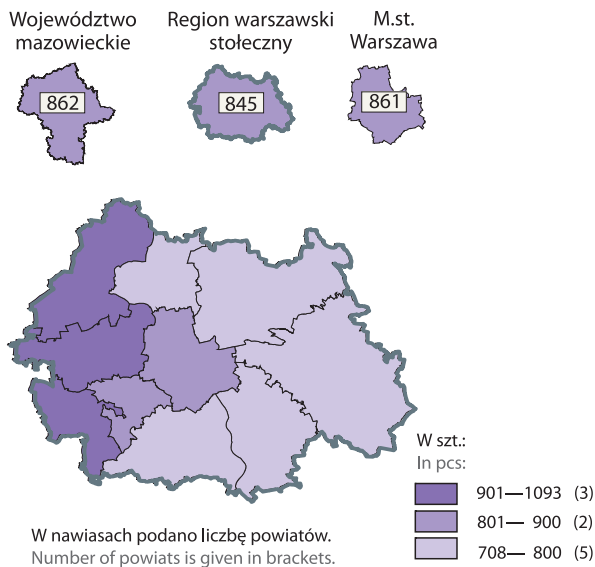 Województwo
mazowieckie
862
Region warszawski
stołeczny
845
M.st.
Warszawa
861
W szt.:
In pcs:
901—1093 (3)
801— 900 (2)
708— 800 (5)
W nawiasach podano liczbę powiatów.
Number of powiats is given in brackets.